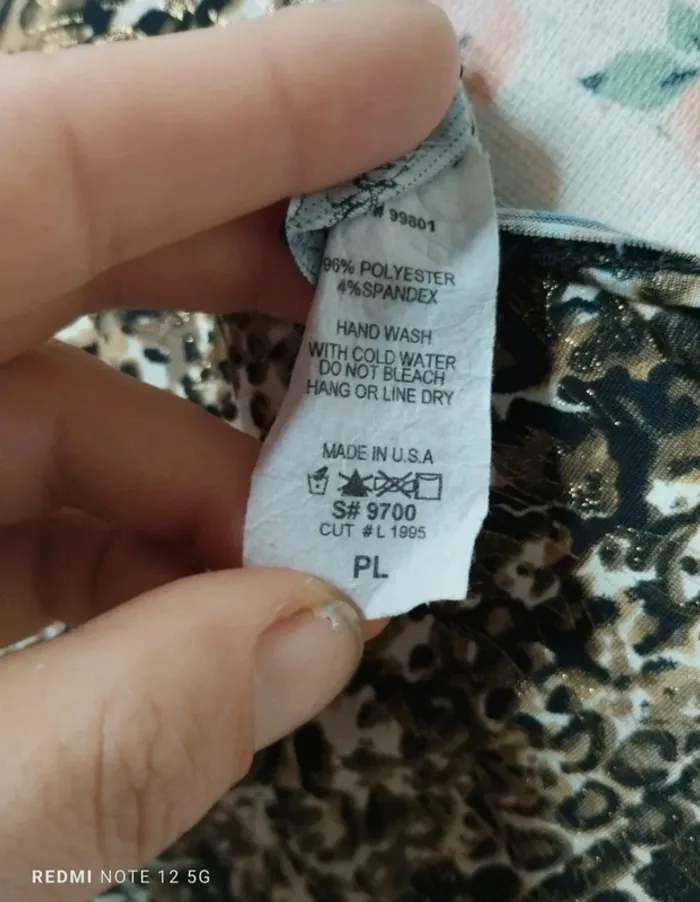 # 99801
96% POLYESTER
4%SPANDEX
HAND WASH
WITH COLD WATER
DO NOT BLEACH
HANG OR LINE DRY
MADE IN U.S.A
S# 9700
CUT # L 1995
PL
REDMI NOTE 12 5G